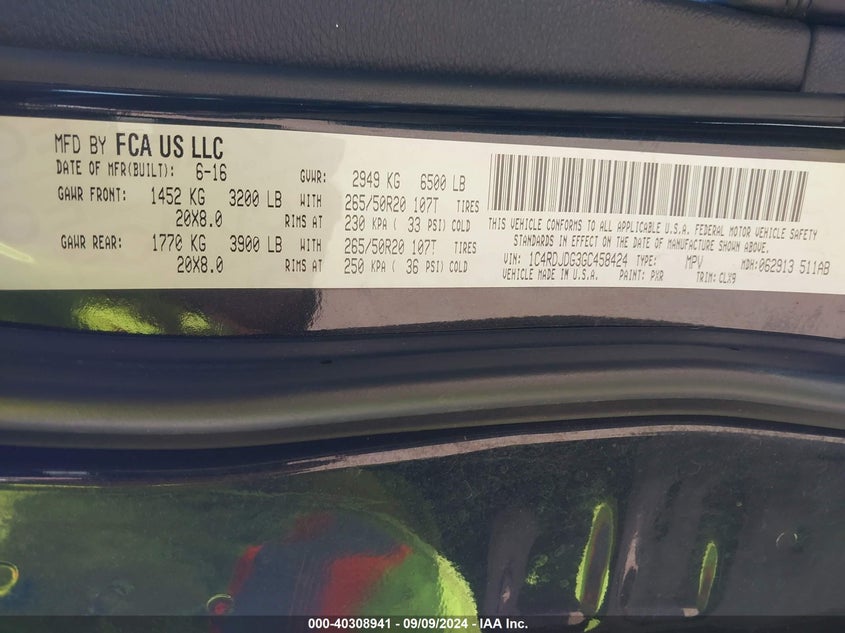 MFD BY FCA US LLC
DATE OF MFR(BUILT): 6-16 GVWR: 2949 KG 6500 LB
GAWR FRONT: 1452 KG 3200 LB WITH 265/50R20 107T TIRES
20X8.0 RIMS AT 230 KPA ( 33 PSI) COLD
GAWR REAR: 1770 KG 3900 LB WITH 265/50R20 107T TIRES
20X8.0 RIMS AT 250 KPA ( 36 PSI) COLD
THIS VEHICLE CONFORMS TO ALL APPLICABLE U.S.A. FEDERAL MOTOR VEHICLE SAFETY
STANDARDS IN EFFECT ON THE DATE OF MANUFACTURE SHOWN ABOVE.
VIN: 1C4RDJDG3GC458424 TYPE: MPV MDH:062913 511AB
VEHICLE MADE IN U.S.A. PAINT: PXR TRIM: CLX9
000-40308941 / 09/09/2024 - IAA Inc.